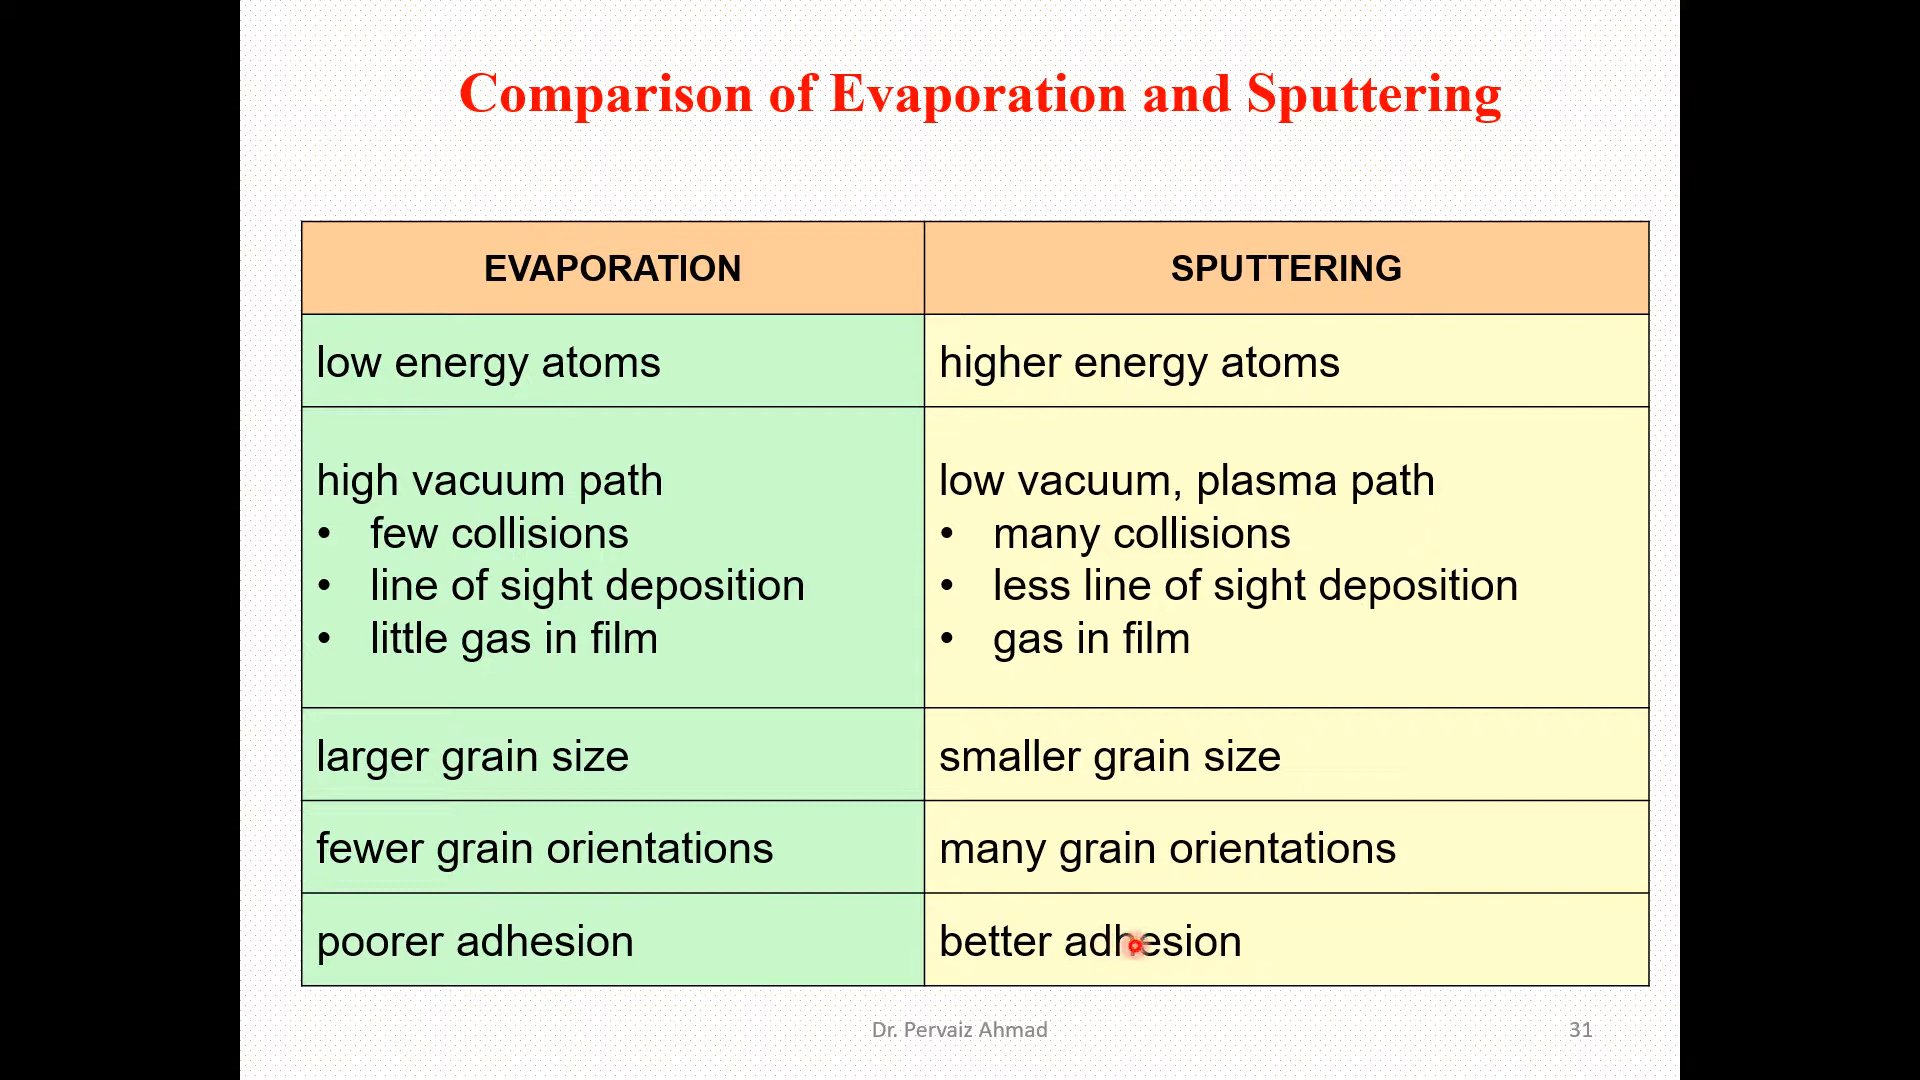 Comparison of Evaporation and Sputtering
EVAPORATION
SPUTTERING
low energy atoms
higher energy atoms
high vacuum path
• few collisions
• line of sight deposition
• little gas in film
low vacuum, plasma path
• many collisions
• less line of sight deposition
• gas in film
larger grain size
smaller grain size
fewer grain orientations
many grain orientations
poorer adhesion
better adhesion
Dr. Pervaiz Ahmad
31